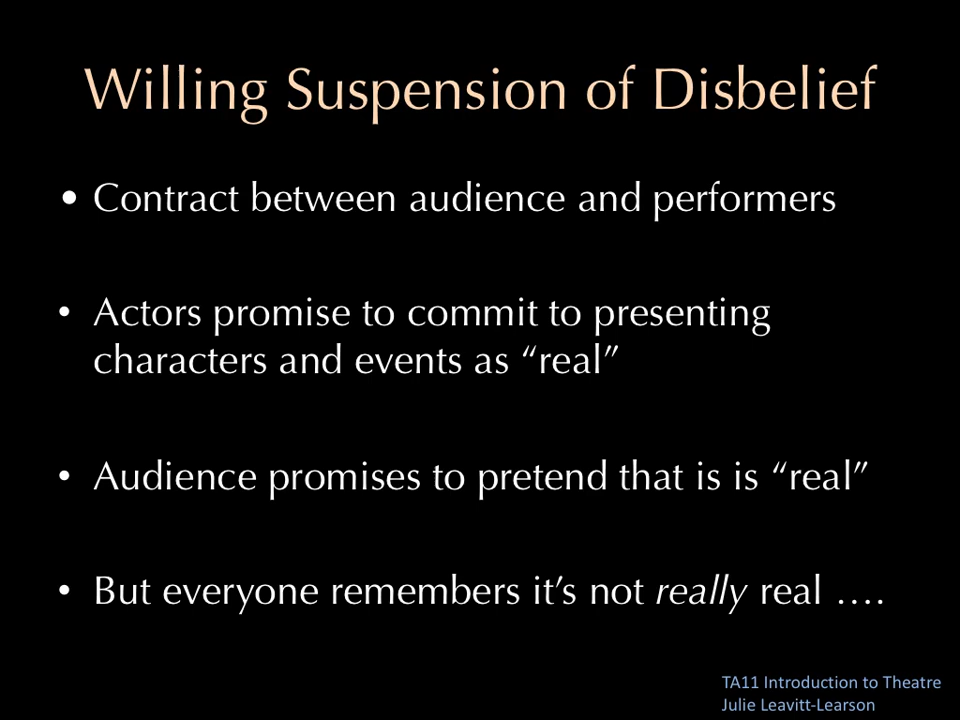 Willing Suspension of Disbelief
• Contract between audience and performers
• Actors promise to commit to presenting
characters and events as “real”
• Audience promises to pretend that is is “real”
• But everyone remembers it’s not really real ….
TA11 Introduction to Theatre
Julie Leavitt-Learson